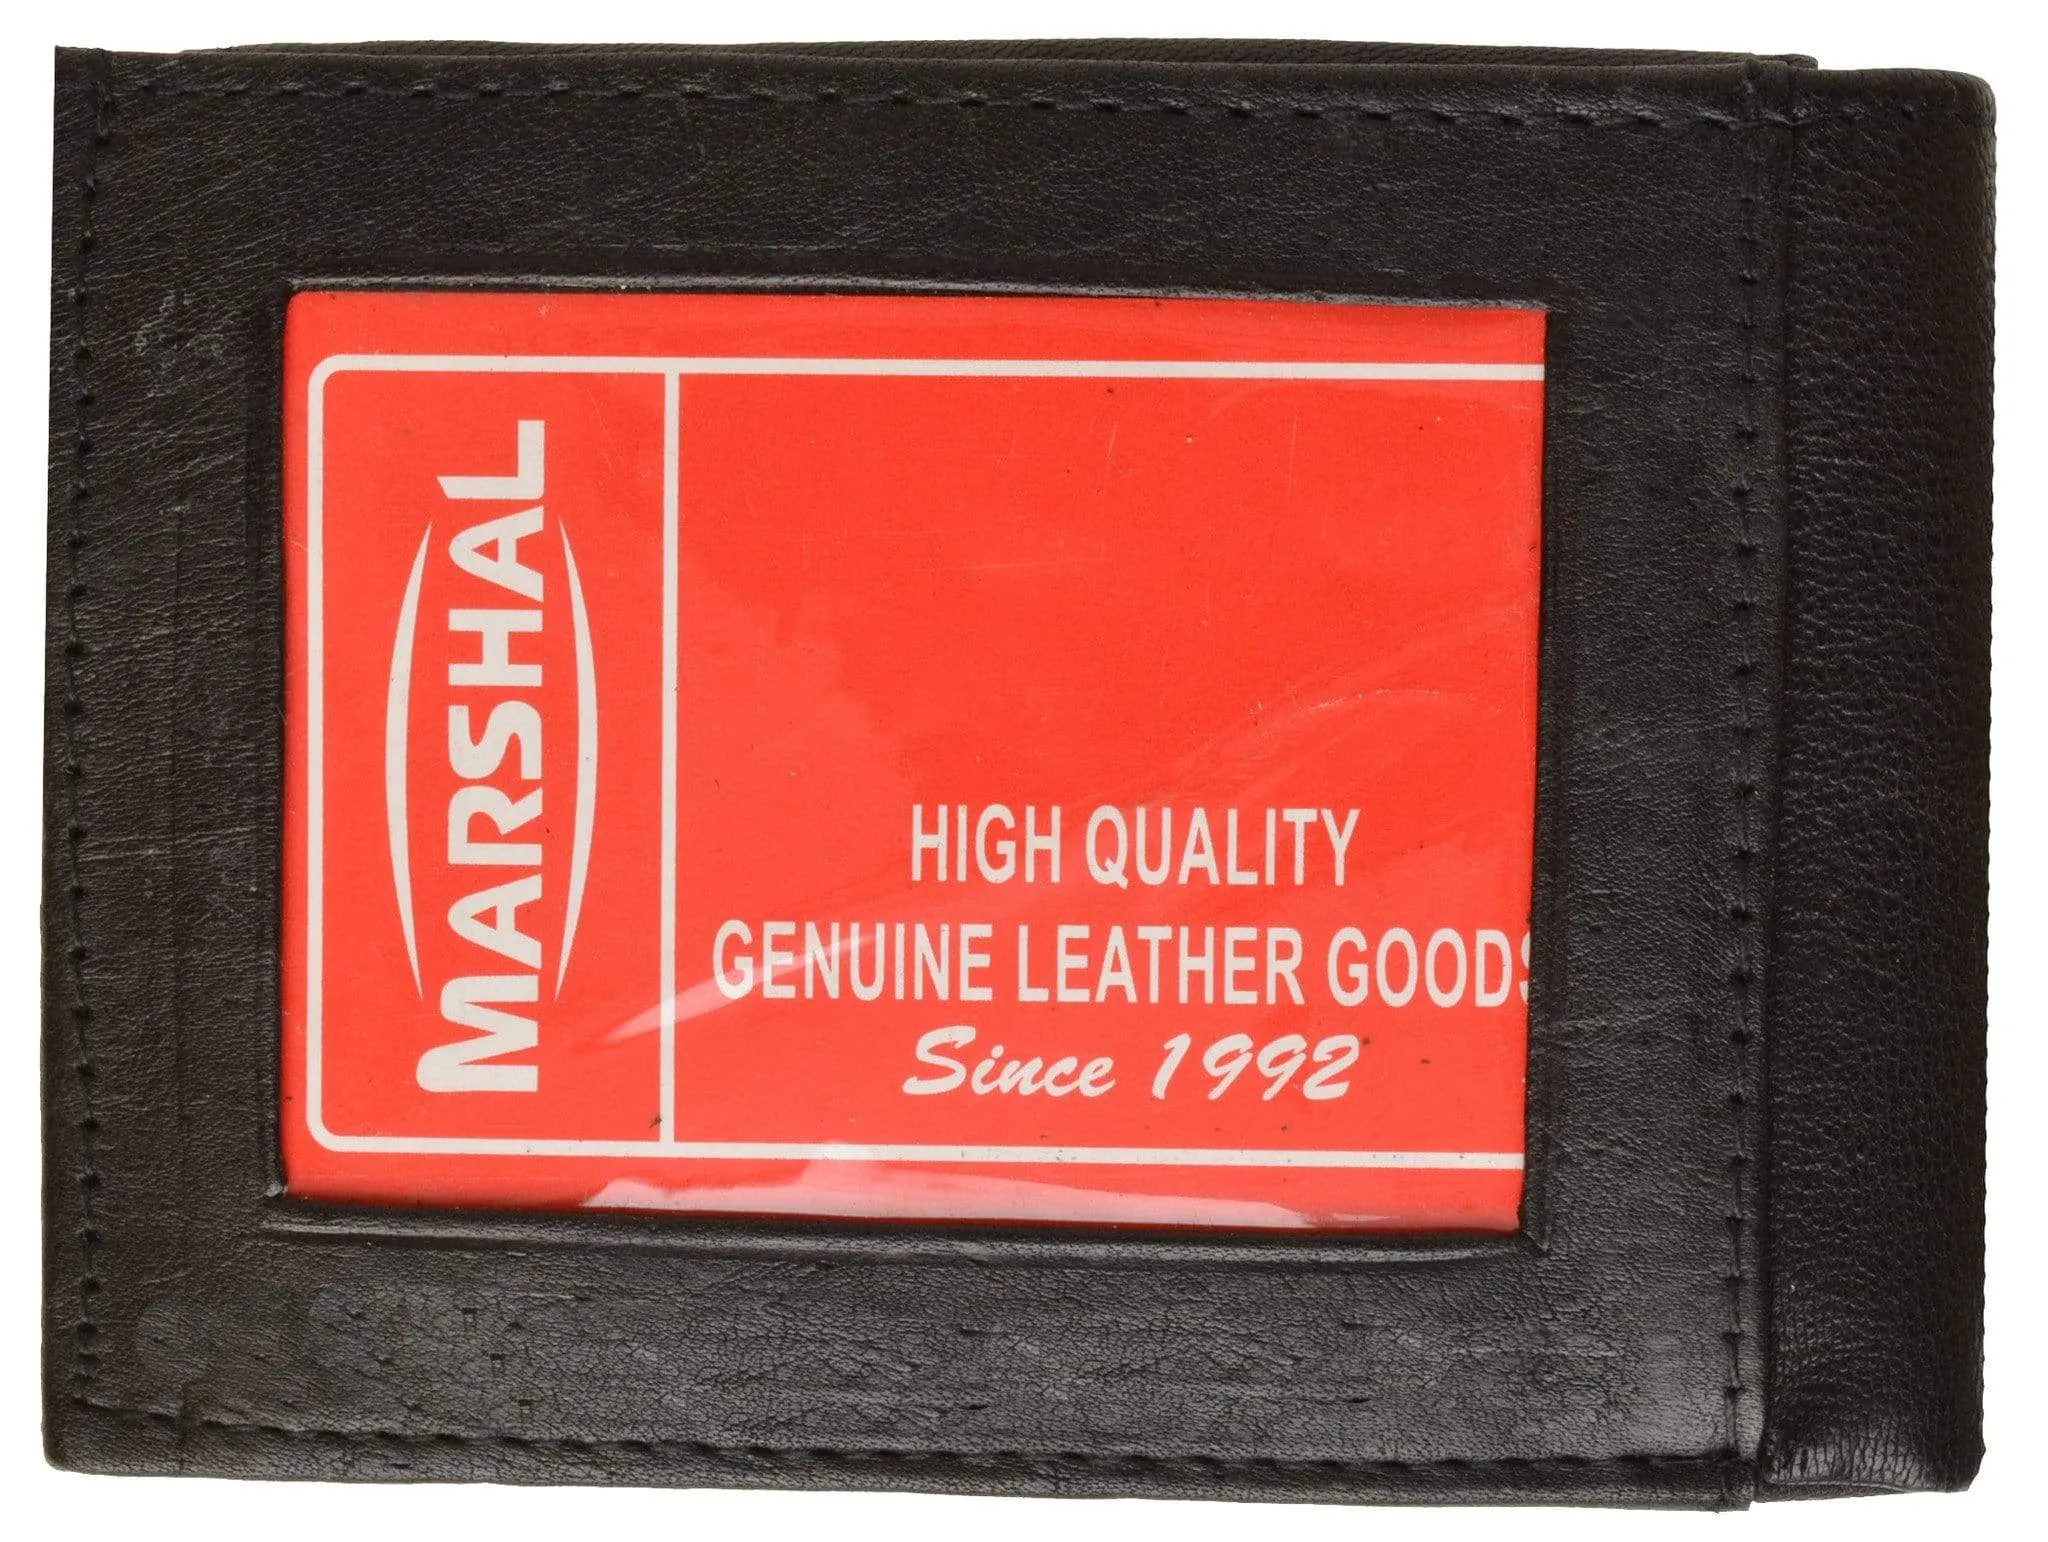 MARSHAL
HIGH QUALITY
GENUINE LEATHER GOODS
Since 1992